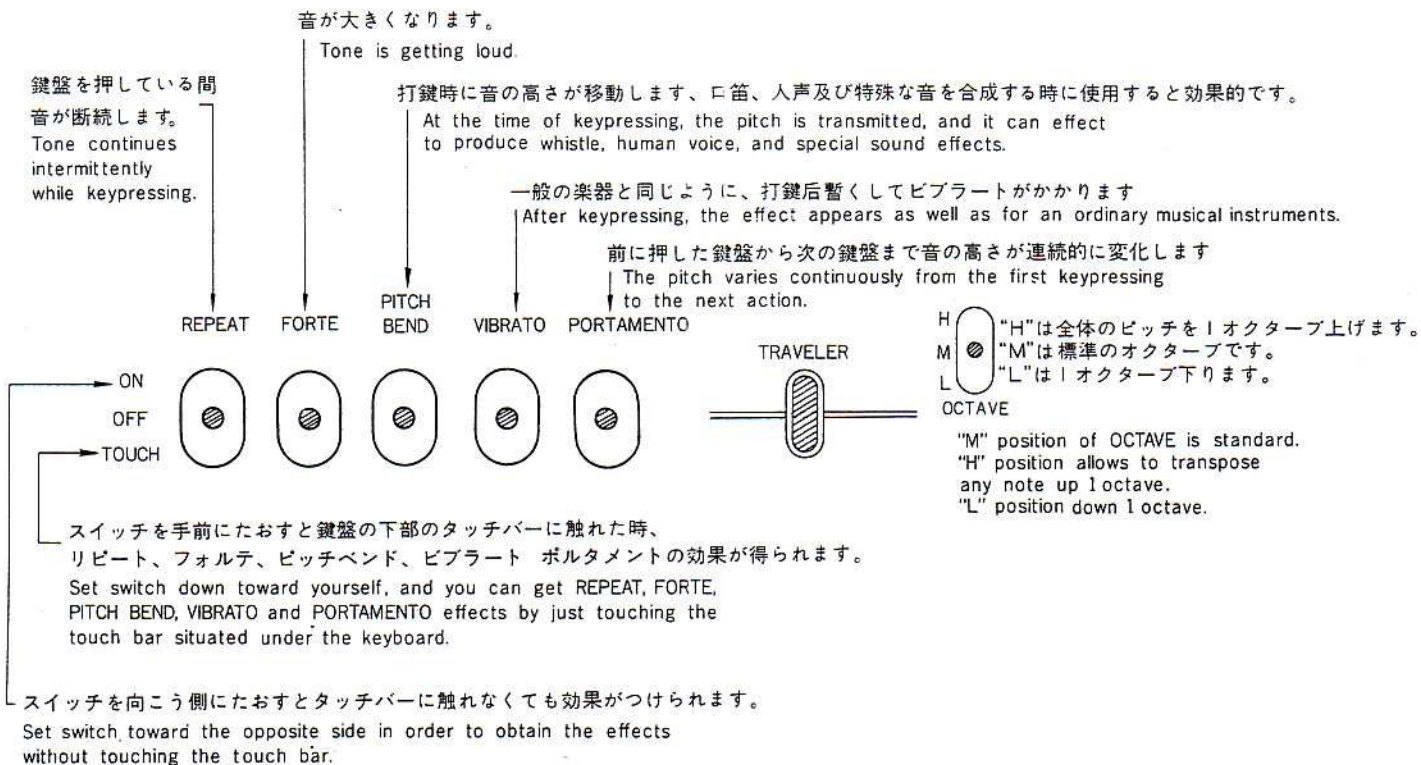 音が大きくなります。
Tone is getting loud.
鍵盤を押している間
音が断続します。
Tone continues
intermittently
while keypressing.
打鍵時に音の高さが移動します、口笛、人声及び特殊な音を合成する時に使用すると効果的です。
At the time of keypressing, the pitch is transmitted, and it can effect
to produce whistle, human voice, and special sound effects.
一般の楽器と同じように、打鍵后暫くしてビブラートがかかります
After keypressing, the effect appears as well as for an ordinary musical instruments.
前に押した鍵盤から次の鍵盤まで音の高さが連続的に変化します
The pitch varies continuously from the first keypressing
to the next action.
REPEAT FORTE PITCH BEND VIBRATO PORTAMENTO
TRAVELER
ON
OFF
TOUCH
H "H"は全体のピッチを1オクターブ上げます。
M "M"は標準のオクターブです。
L "L"は1オクターブ下ります。
OCTAVE
"M" position of OCTAVE is standard.
"H" position allows to transpose
any note up 1 octave.
"L" position down 1 octave.
スイッチを手前にたおすと鍵盤の下部のタッチバーに触れた時、
リピート、フォルテ、ピッチベンド、ビブラート ポルタメントの効果が得られます。
Set switch down toward yourself, and you can get REPEAT, FORTE,
PITCH BEND, VIBRATO and PORTAMENTO effects by just touching the
touch bar situated under the keyboard.
スイッチを向こう側にたおすとタッチバーに触れなくても効果がつけられます。
Set switch toward the opposite side in order to obtain the effects
without touching the touch bar.